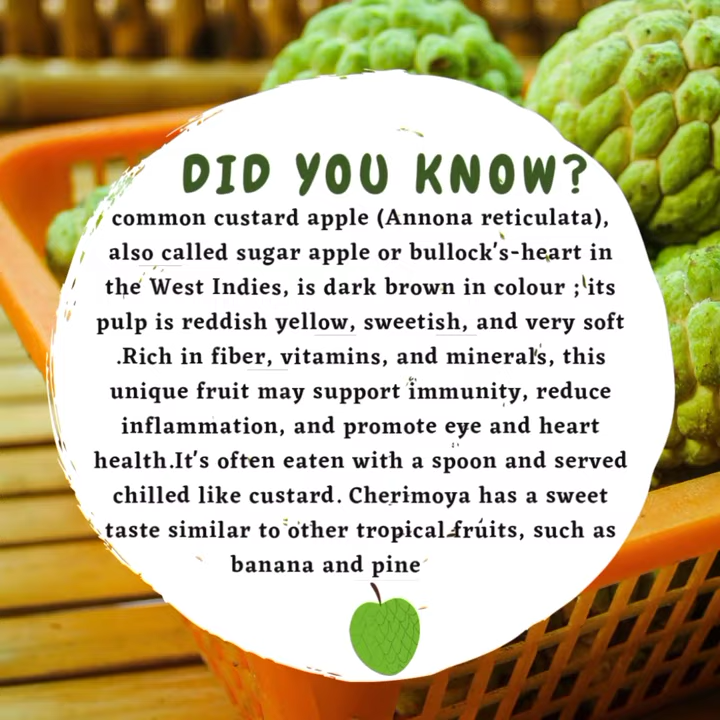 DID YOU KNOW?
common custard apple (Annona reticulata),
also called sugar apple or bullock's-heart in
the West Indies, is dark brown in colour ; its
pulp is reddish yellow, sweetish, and very soft
.Rich in fiber, vitamins, and minerals, this
unique fruit may support immunity, reduce
inflammation, and promote eye and heart
health.It's often eaten with a spoon and served
chilled like custard. Cherimoya has a sweet
taste similar to other tropical fruits, such as
banana and pine